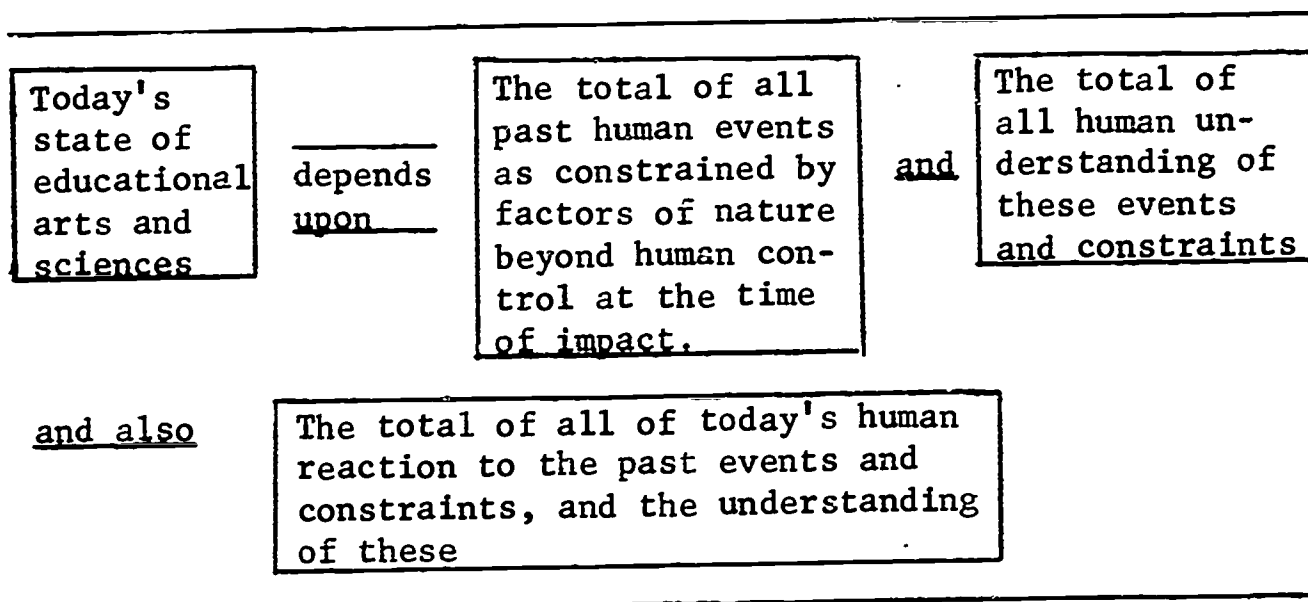 Today's
state of
educational
arts and
sciences
depends
upon
The total of all
past human events
as constrained by
factors of nature
beyond human con-
trol at the time
of impact.
and
The total of
all human un-
derstanding of
these events
and constraints
and also
The total of all of today's human
reaction to the past events and
constraints, and the understanding
of these